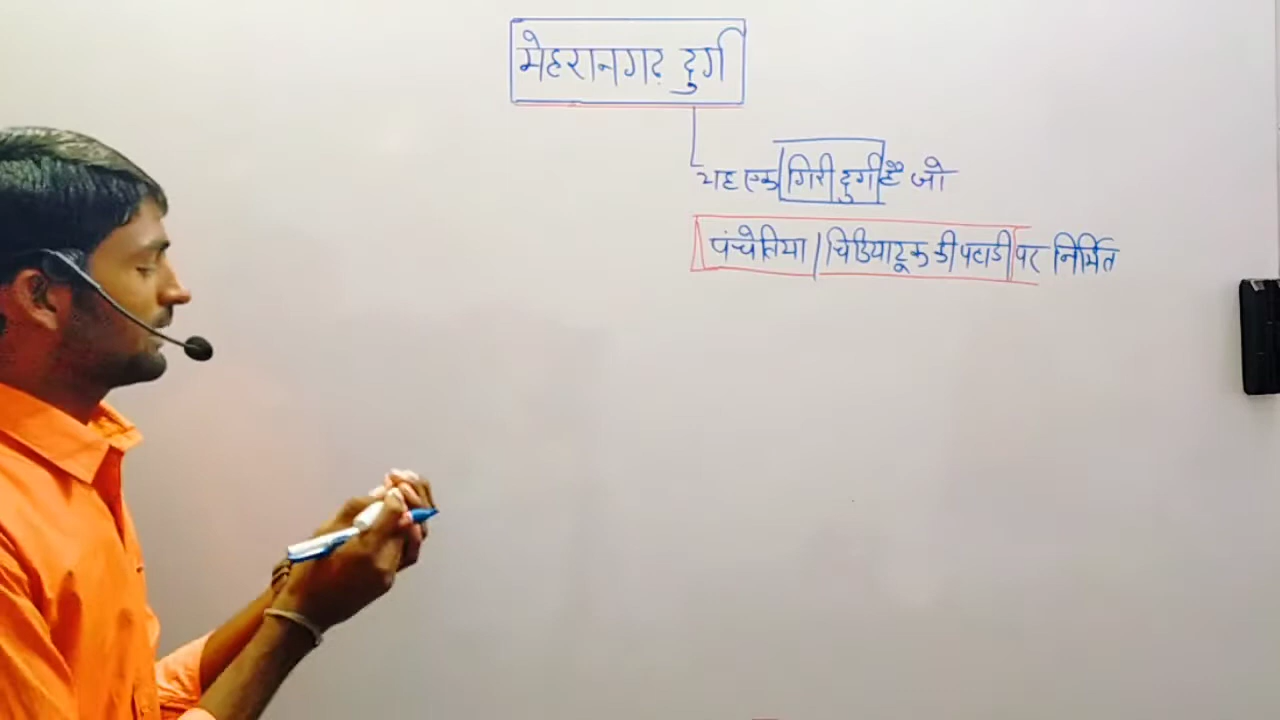 मेहरानगढ़ दुर्ग
यह एक गिरी दुर्ग है जो
पंचेतिया / चिडियाटूक की पहाडी पर निर्मित